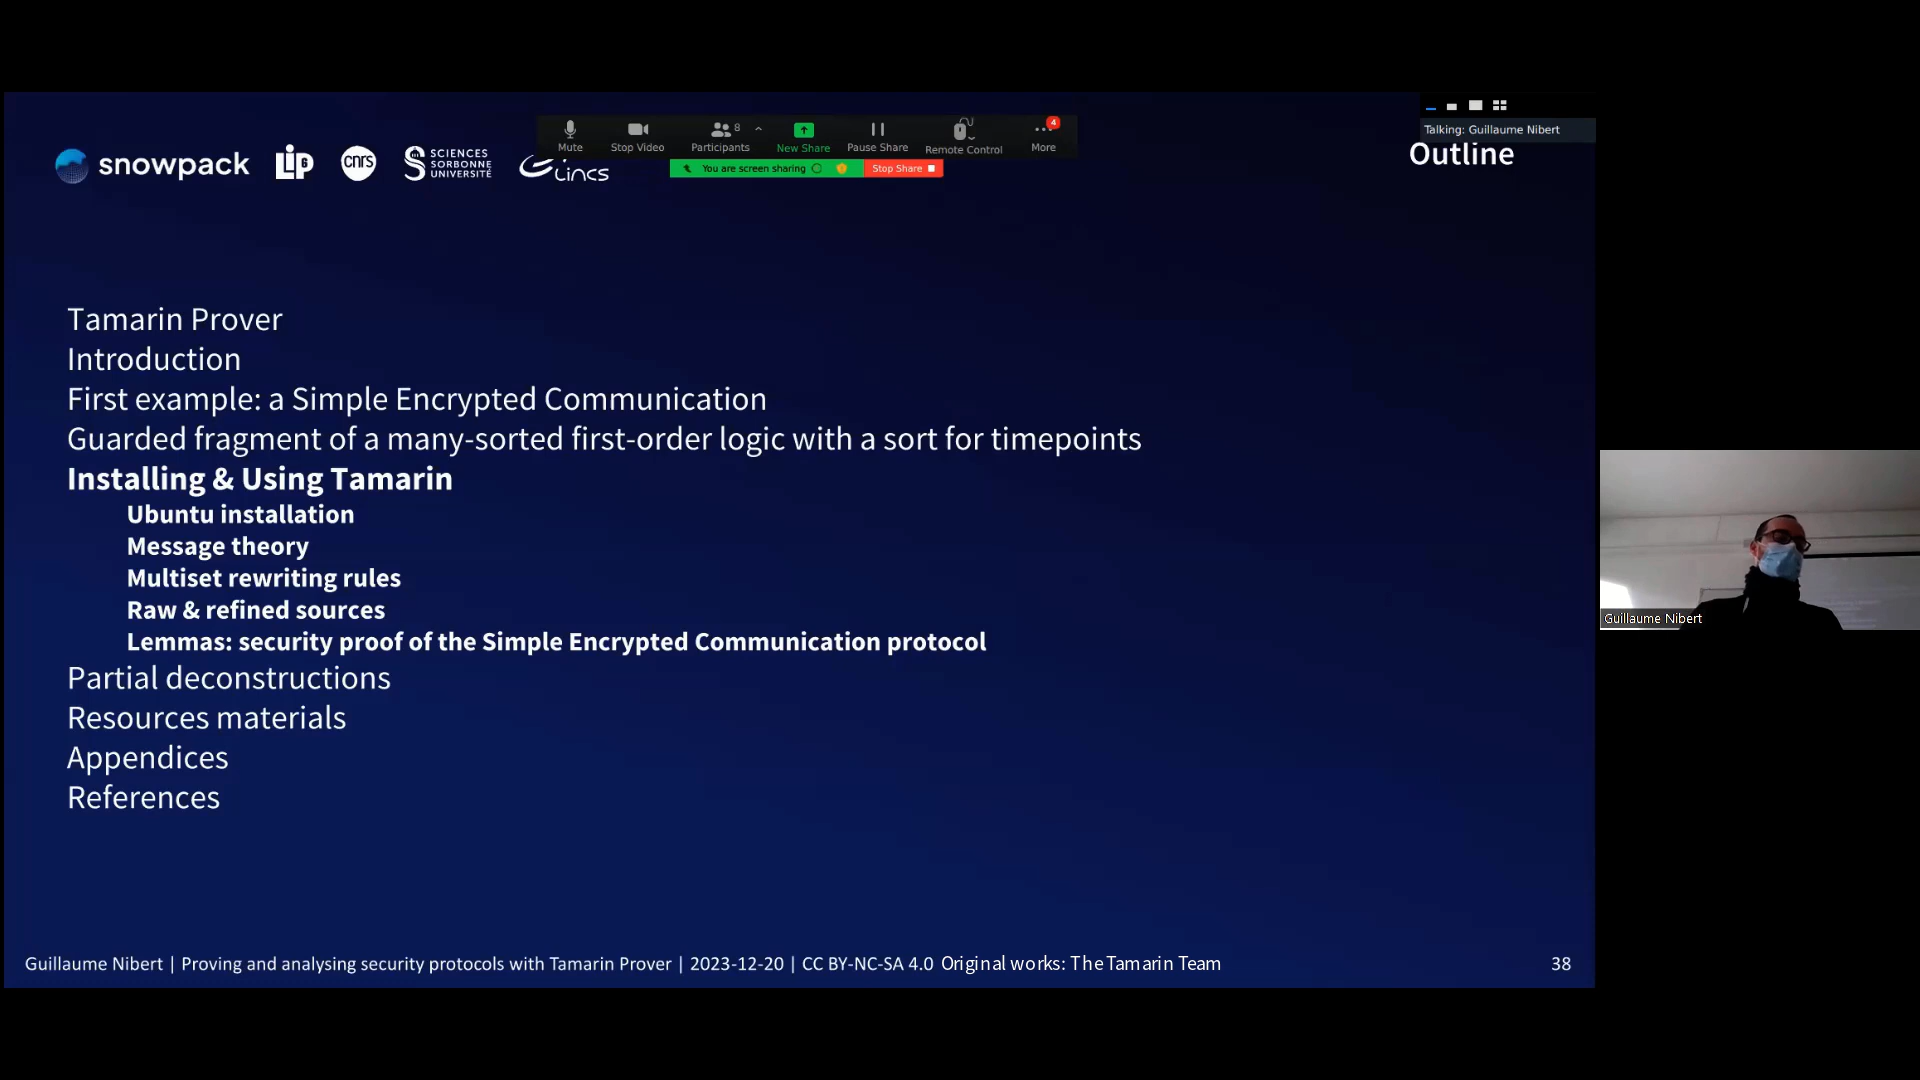 Mute
Stop Video
Participants
8
New Share
Pause Share
Remote Control
4
More
Talking: Guillaume Nibert
You are screen sharing
Stop Share
snowpack
LIP6
cnrs
SCIENCES
SORBONNE
UNIVERSITÉ
LINCS
Outline
Tamarin Prover
Introduction
First example: a Simple Encrypted Communication
Guarded fragment of a many-sorted first-order logic with a sort for timepoints
Installing & Using Tamarin
Ubuntu installation
Message theory
Multiset rewriting rules
Raw & refined sources
Lemmas: security proof of the Simple Encrypted Communication protocol
Partial deconstructions
Resources materials
Appendices
References
Guillaume Nibert
Guillaume Nibert | Proving and analysing security protocols with Tamarin Prover | 2023-12-20 | CC BY-NC-SA 4.0 Original works: The Tamarin Team
38